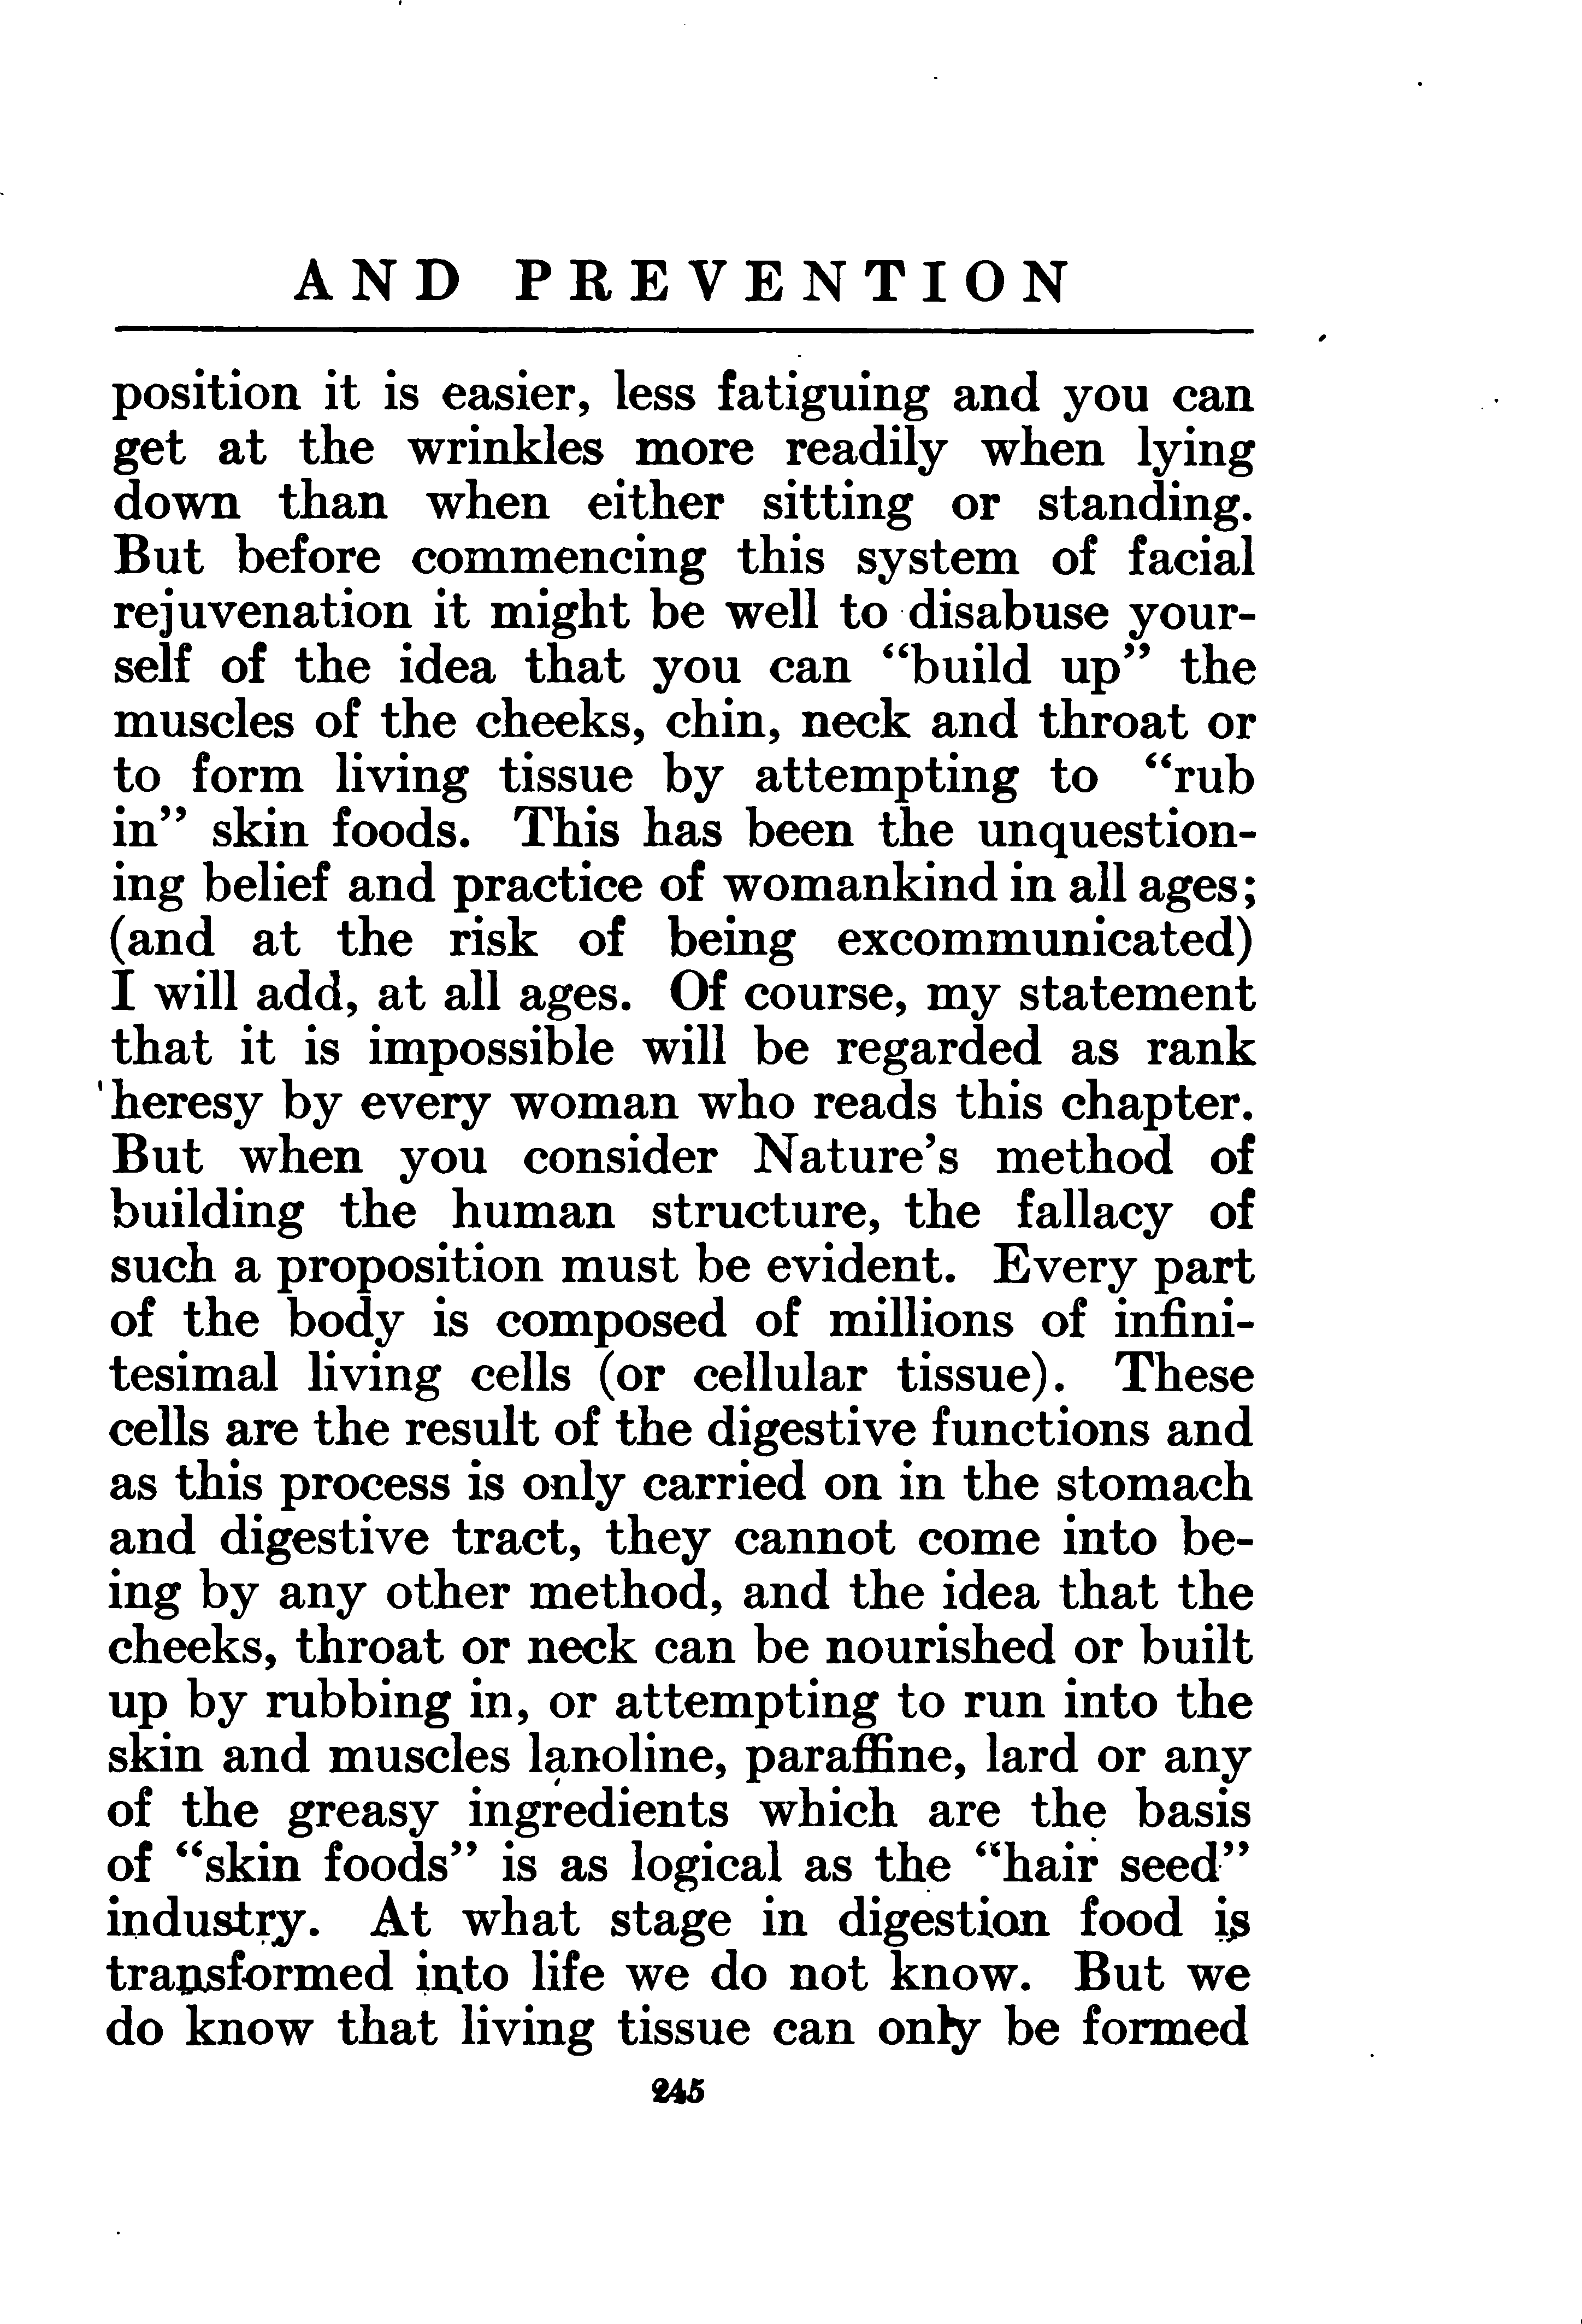 AND PREVENTION
position it is easier, less fatiguing and you can
get at the wrinkles more readily when lying
down than when either sitting or standing.
But before commencing this system of facial
rejuvenation it might be well to disabuse your-
self of the idea that you can “build up” the
muscles of the cheeks, chin, neck and throat or
to form living tissue by attempting to “rub
in” skin foods. This has been the unquestion-
ing belief and practice of womankind in all ages;
(and at the risk of being excommunicated)
I will add, at all ages. Of course, my statement
that it is impossible will be regarded as rank
heresy by every woman who reads this chapter.
But when you consider Nature’s method of
building the human structure, the fallacy of
such a proposition must be evident. Every part
of the body is composed of millions of infini-
tesimal living cells (or cellular tissue). These
cells are the result of the digestive functions and
as this process is only carried on in the stomach
and digestive tract, they cannot come into be-
ing by any other method, and the idea that the
cheeks, throat or neck can be nourished or built
up by rubbing in, or attempting to run into the
skin and muscles lanoline, paraffine, lard or any
of the greasy ingredients which are the basis
of “skin foods” is as logical as the “hair seed”
industry. At what stage in digestion food is
transformed into life we do not know. But we
do know that living tissue can only be formed
245